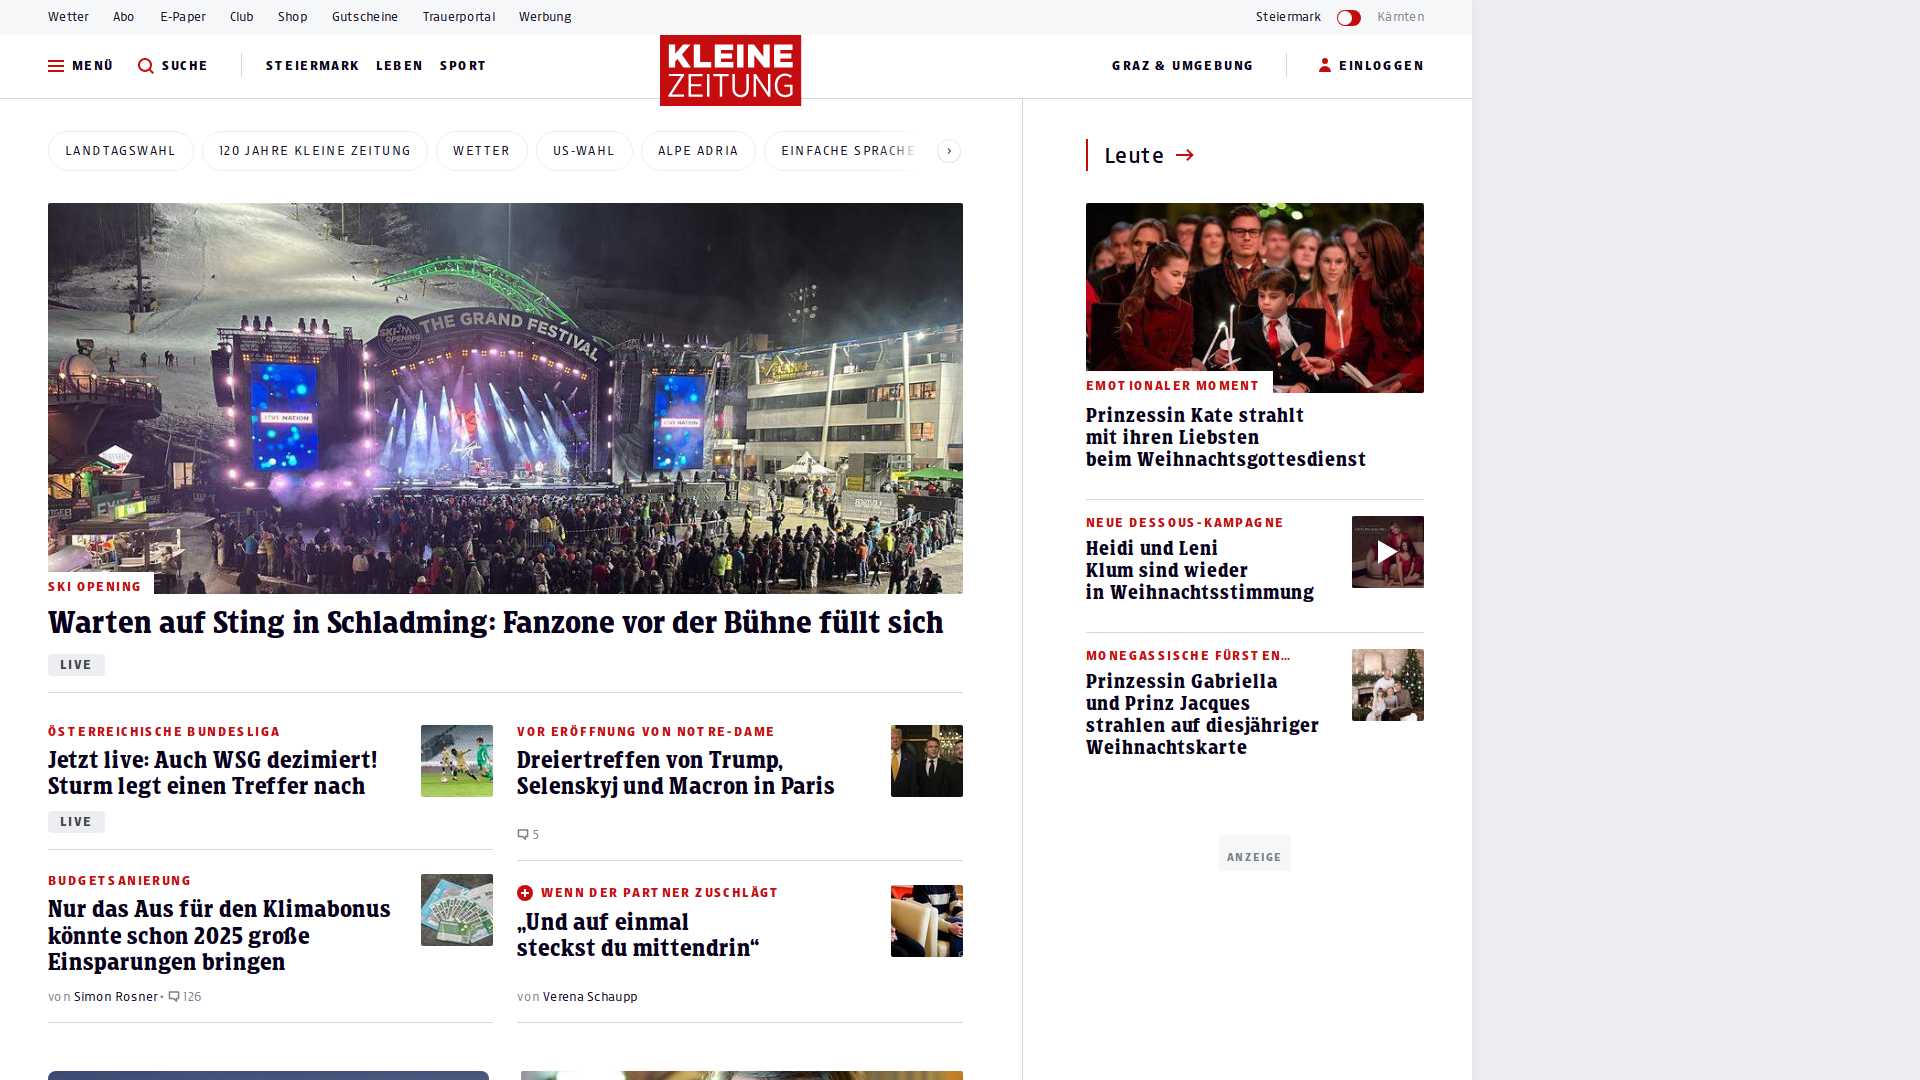 Wetter Abo E-Paper Club Shop Gutscheine Trauerportal Werbung Steiermark Kärnten
MENÜ SUCHE STEIERMARK LEBEN SPORT KLEINE ZEITUNG GRAZ & UMGEBUNG EINLOGGEN
LANDTAGSWAHL 120 JAHRE KLEINE ZEITUNG WETTER US-WAHL ALPE ADRIA EINFACHE SPRACHE
THE GRAND FESTIVAL
SKI OPENING
LIVE NATION
LIVE NATION
EXIT
SKI OPENING
Warten auf Sting in Schladming: Fanzone vor der Bühne füllt sich
LIVE
ÖSTERREICHISCHE BUNDESLIGA
Jetzt live: Auch WSG dezimiert!
Sturm legt einen Treffer nach
LIVE
VOR ERÖFFNUNG VON NOTRE-DAME
Dreiertreffen von Trump,
Selenskyj und Macron in Paris
5
BUDGETSANIERUNG
Nur das Aus für den Klimabonus
könnte schon 2025 große
Einsparungen bringen
von Simon Rosner • 126
WENN DER PARTNER ZUSCHLÄGT
„Und auf einmal
steckst du mittendrin“
von Verena Schaupp
Leute
EMOTIONALER MOMENT
Prinzessin Kate strahlt
mit ihren Liebsten
beim Weihnachtsgottesdienst
NEUE DESSOUS-KAMPAGNE
Heidi und Leni
Klum sind wieder
in Weihnachtsstimmung
MONEGASSISCHE FÜRSTEN…
Prinzessin Gabriella
und Prinz Jacques
strahlen auf diesjähriger
Weihnachtskarte
ANZEIGE